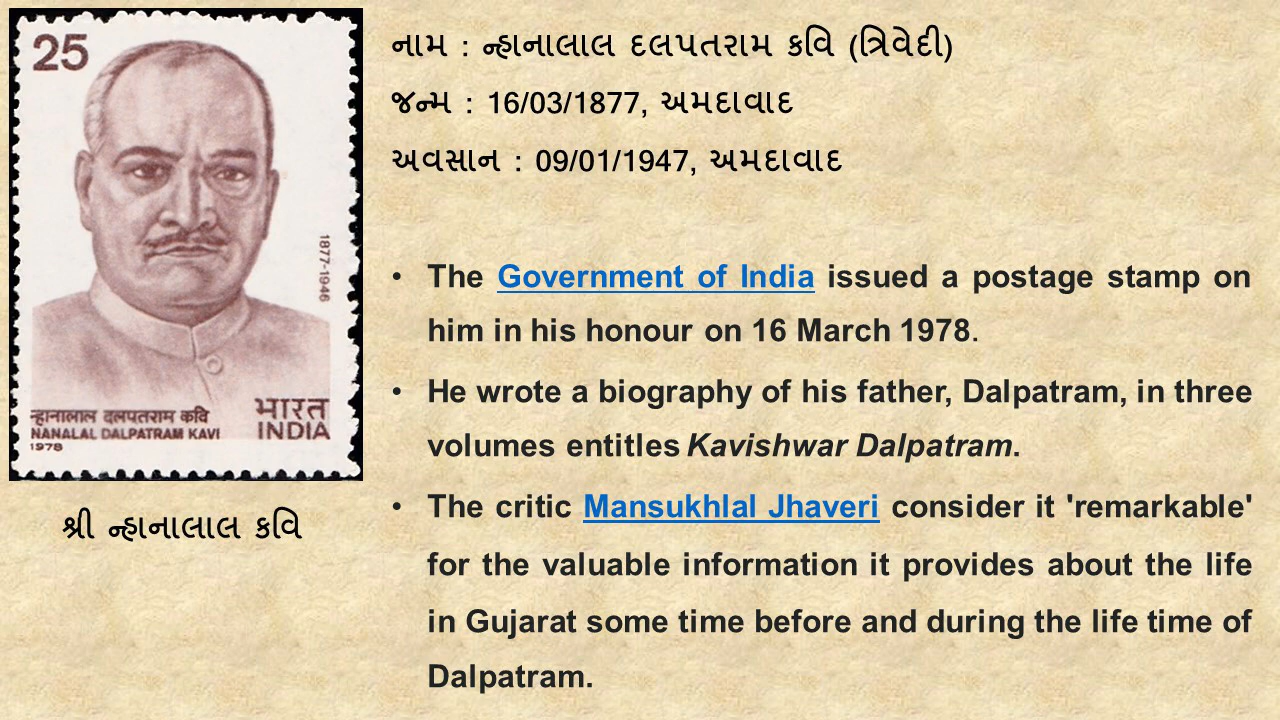 25
1877-1946
न्हानालाल दलपतराम कवि
NANALAL DALPATRAM KAVI
1978
भारत
INDIA
શ્રી ન્હાનાલાલ કવિ
નામ : ન્હાનાલાલ દલપતરામ કવિ (ત્રિવેદી)
જન્મ : 16/03/1877, અમદાવાદ
અવસાન : 09/01/1947, અમદાવાદ
• The Government of India issued a postage stamp on
him in his honour on 16 March 1978.
• He wrote a biography of his father, Dalpatram, in three
volumes entitles Kavishwar Dalpatram.
• The critic Mansukhlal Jhaveri consider it 'remarkable'
for the valuable information it provides about the life
in Gujarat some time before and during the life time of
Dalpatram.